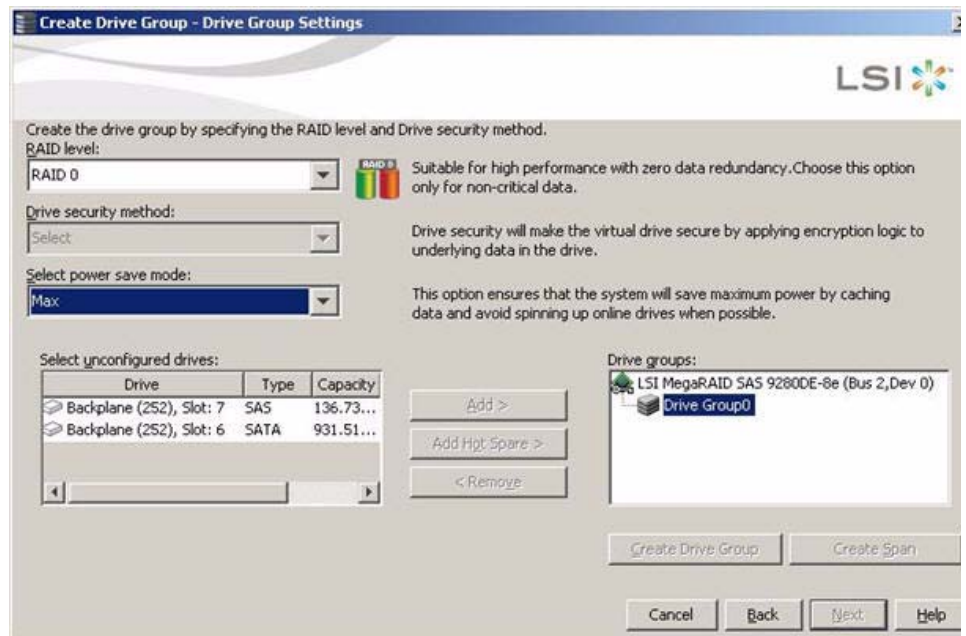 Create Drive Group - Drive Group Settings
LSI
Create the drive group by specifying the RAID level and Drive security method.
RAID level:
RAID 0
RAID 0
Suitable for high performance with zero data redundancy.Choose this option
only for non-critical data.
Drive security method:
Select
Drive security will make the virtual drive secure by applying encryption logic to
underlying data in the drive.
Select power save mode:
Max
This option ensures that the system will save maximum power by caching
data and avoid spinning up online drives when possible.
Select unconfigured drives:
Drive Type Capacity
Backplane (252), Slot: 7 SAS 136.73...
Backplane (252), Slot: 6 SATA 931.51...
Add >
Add Hot Spare >
< Remove
Drive groups:
LSI MegaRAID SAS 9280DE-8e (Bus 2,Dev 0)
Drive Group0
Create Drive Group Create Span
Cancel Back Next Help